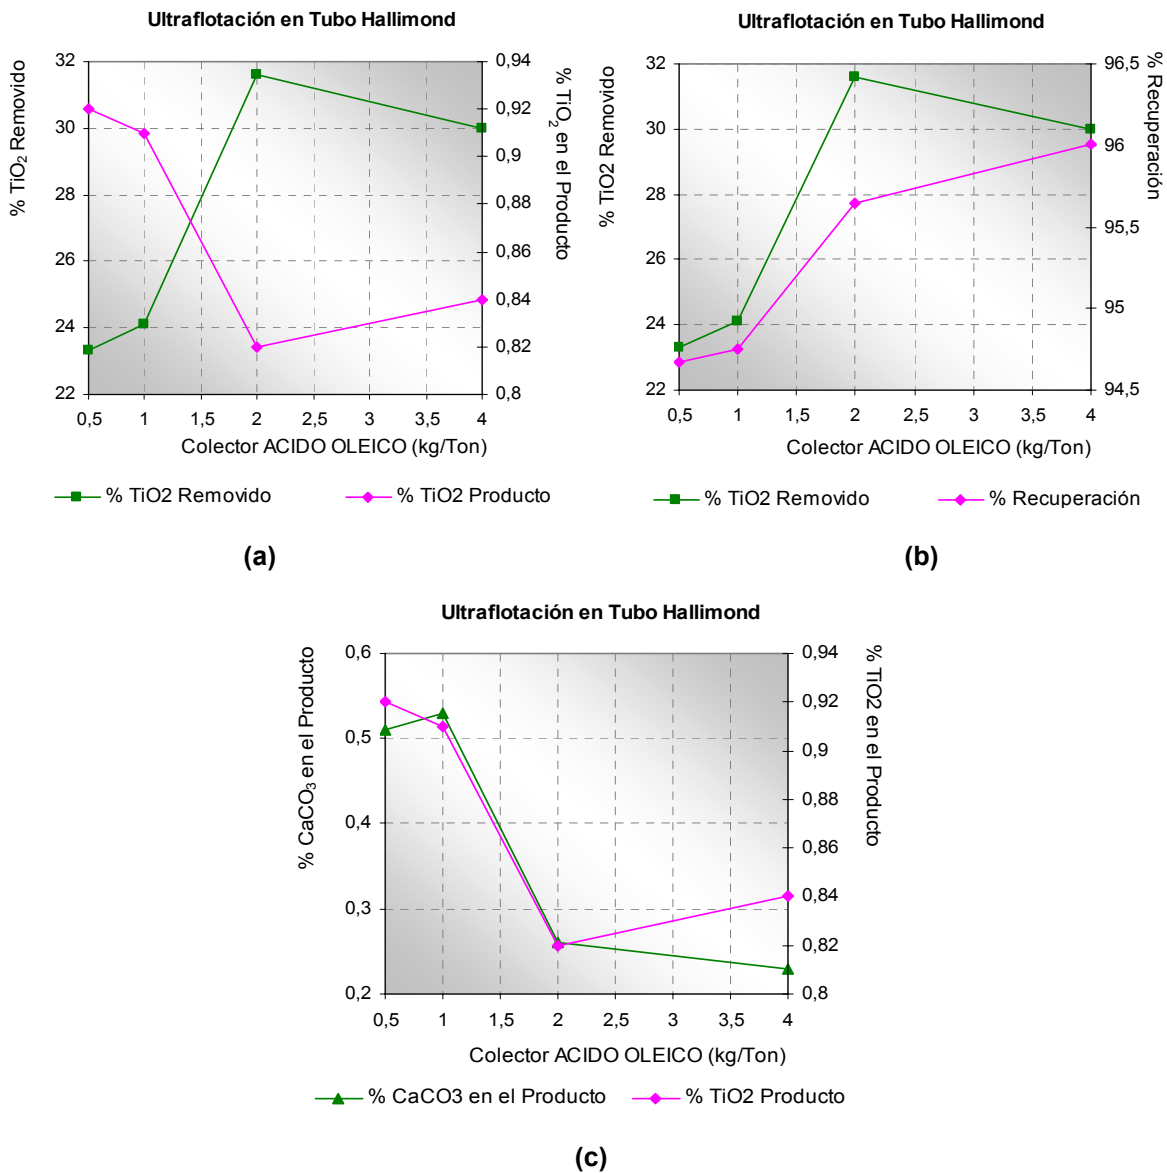 Ultraflotación en Tubo Hallimond
% TiO₂ Removido
32
30
28
26
24
22
0,94
0,92
0,9
0,88
0,86
0,84
0,82
0,8
% TiO₂ en el Producto
0,5 1 1,5 2 2,5 3 3,5 4
Colector ACIDO OLEICO (kg/Ton)
% TiO2 Removido % TiO2 Producto
(a)
Ultraflotación en Tubo Hallimond
% TiO2 Removido
32
30
28
26
24
22
96,5
96
95,5
95
94,5
% Recuperación
0,5 1 1,5 2 2,5 3 3,5 4
Colector ACIDO OLEICO (kg/Ton)
% TiO2 Removido % Recuperación
(b)
Ultraflotación en Tubo Hallimond
% CaCO₃ en el Producto
0,6
0,5
0,4
0,3
0,2
0,94
0,92
0,9
0,88
0,86
0,84
0,82
0,8
% TiO2 en el Producto
0,5 1 1,5 2 2,5 3 3,5 4
Colector ACIDO OLEICO (kg/Ton)
% CaCO3 en el Producto % TiO2 Producto
(c)